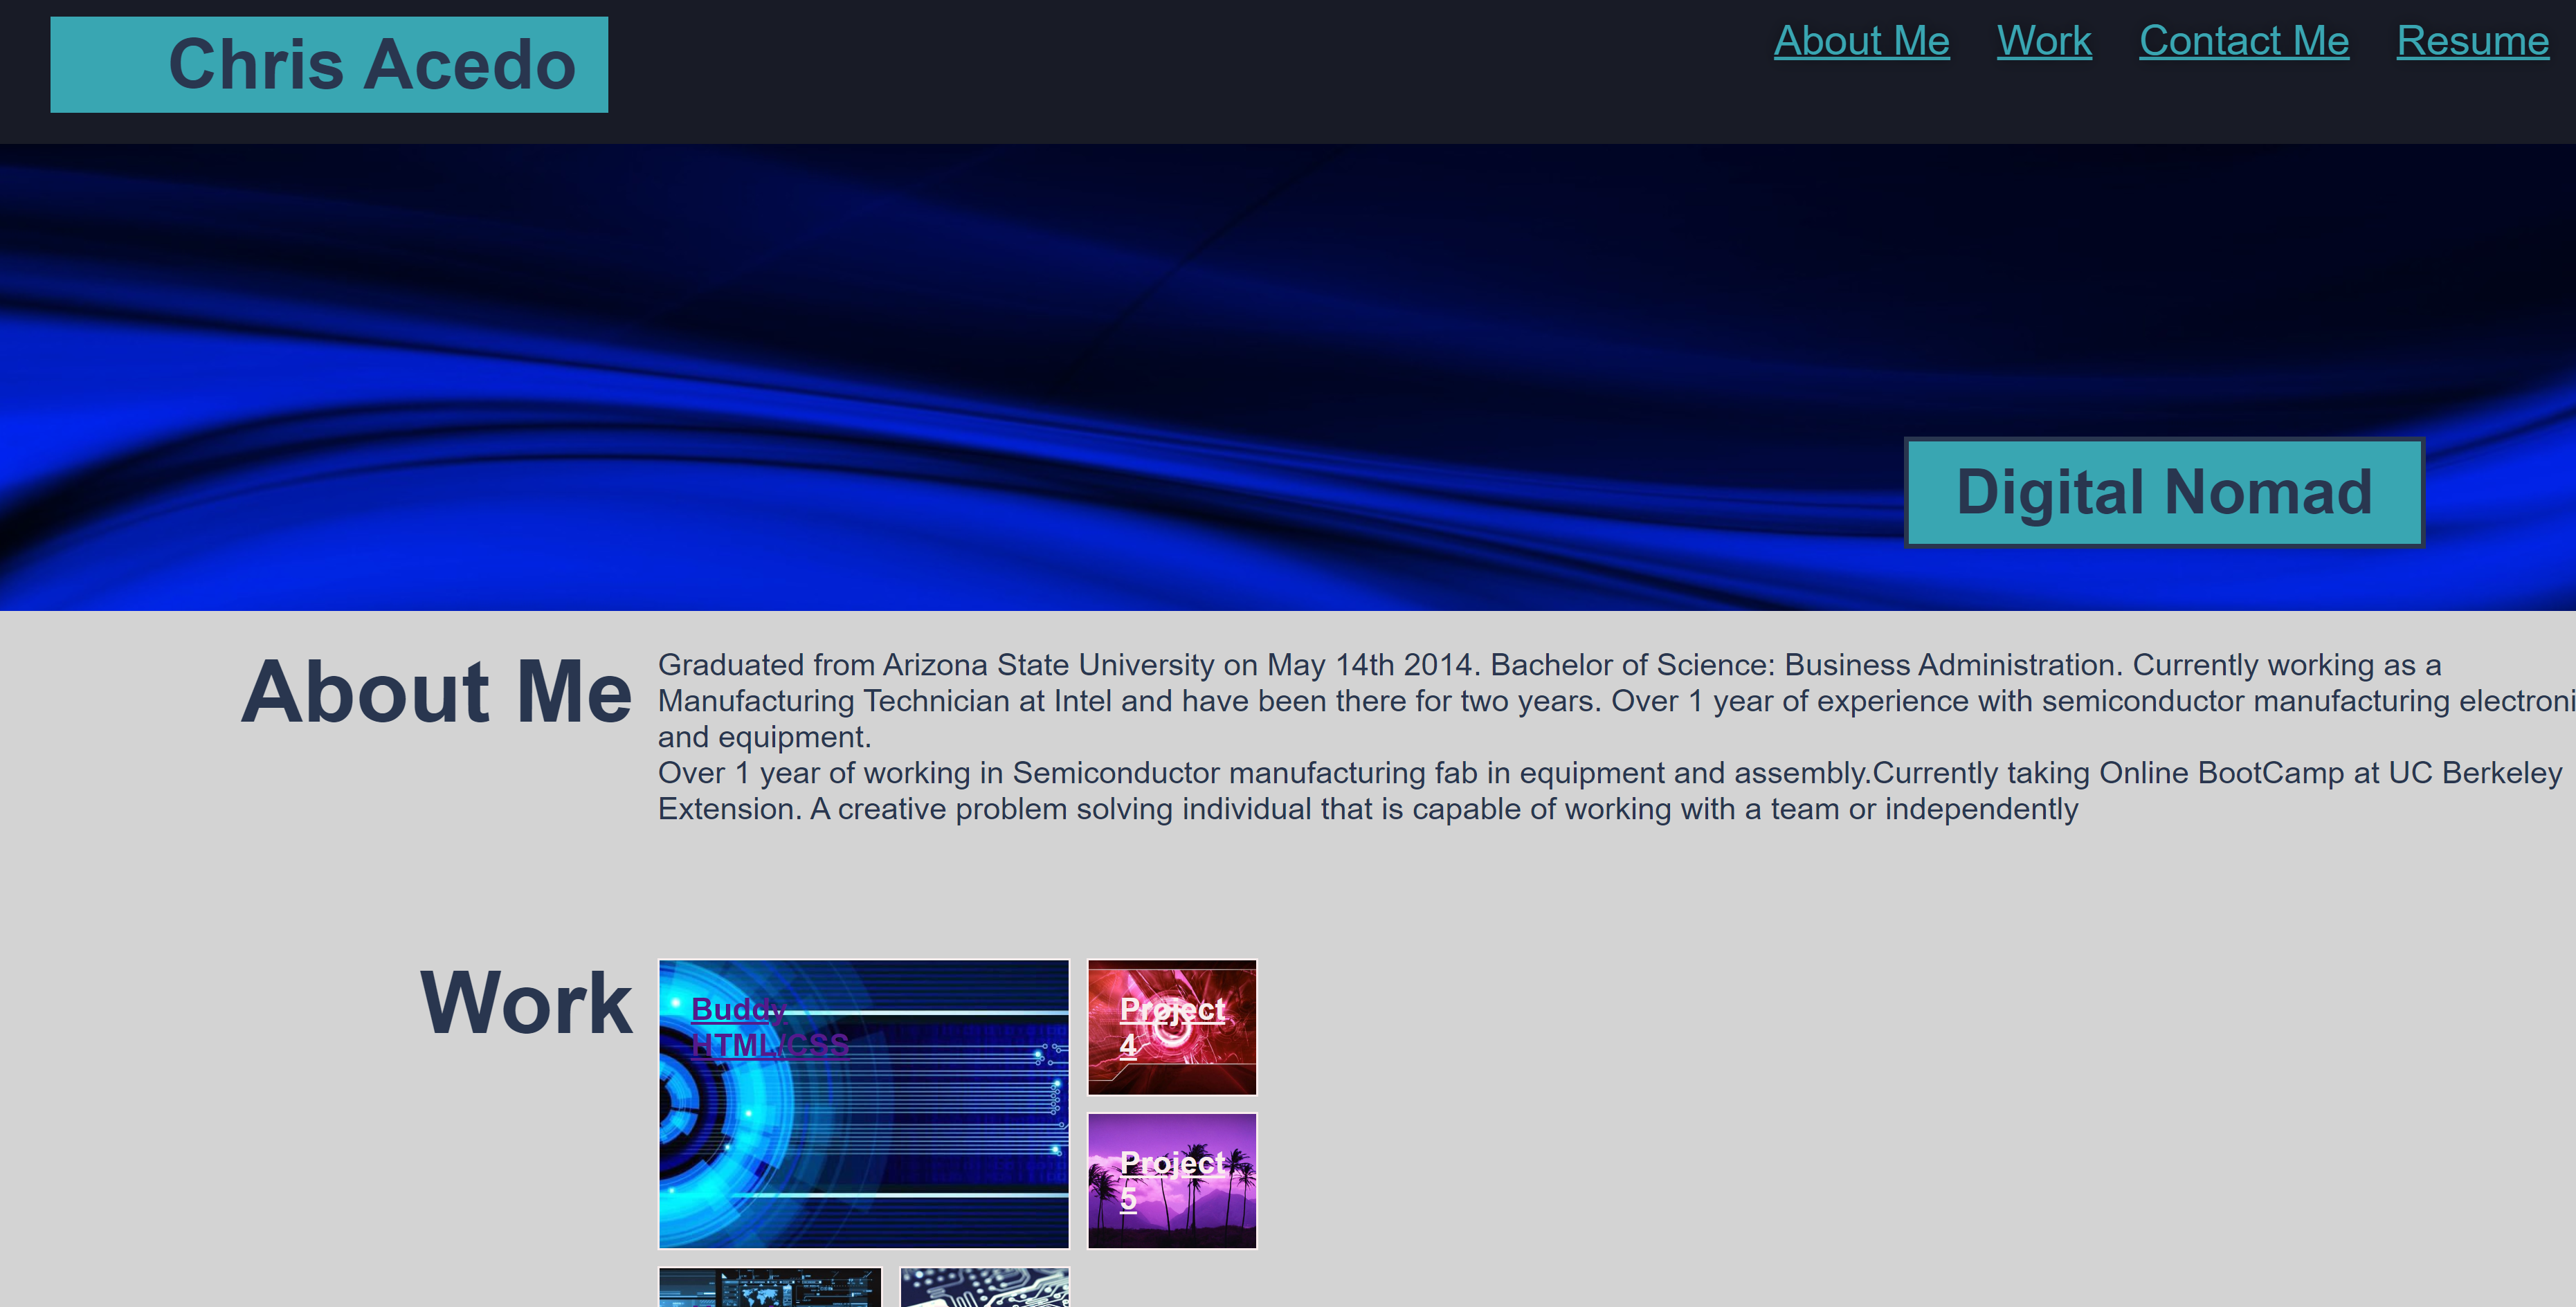 Chris Acedo
About Me Work Contact Me Resume
Digital Nomad
About Me
Graduated from Arizona State University on May 14th 2014. Bachelor of Science: Business Administration. Currently working as a
Manufacturing Technician at Intel and have been there for two years. Over 1 year of experience with semiconductor manufacturing electroni
and equipment.
Over 1 year of working in Semiconductor manufacturing fab in equipment and assembly.Currently taking Online BootCamp at UC Berkeley
Extension. A creative problem solving individual that is capable of working with a team or independently
Work
Buddy
HTML/CSS
Project
4
Project
5